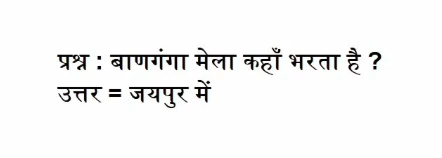 प्रश्न : बाणगंगा मेला कहाँ भरता है ?
उत्तर = जयपुर में